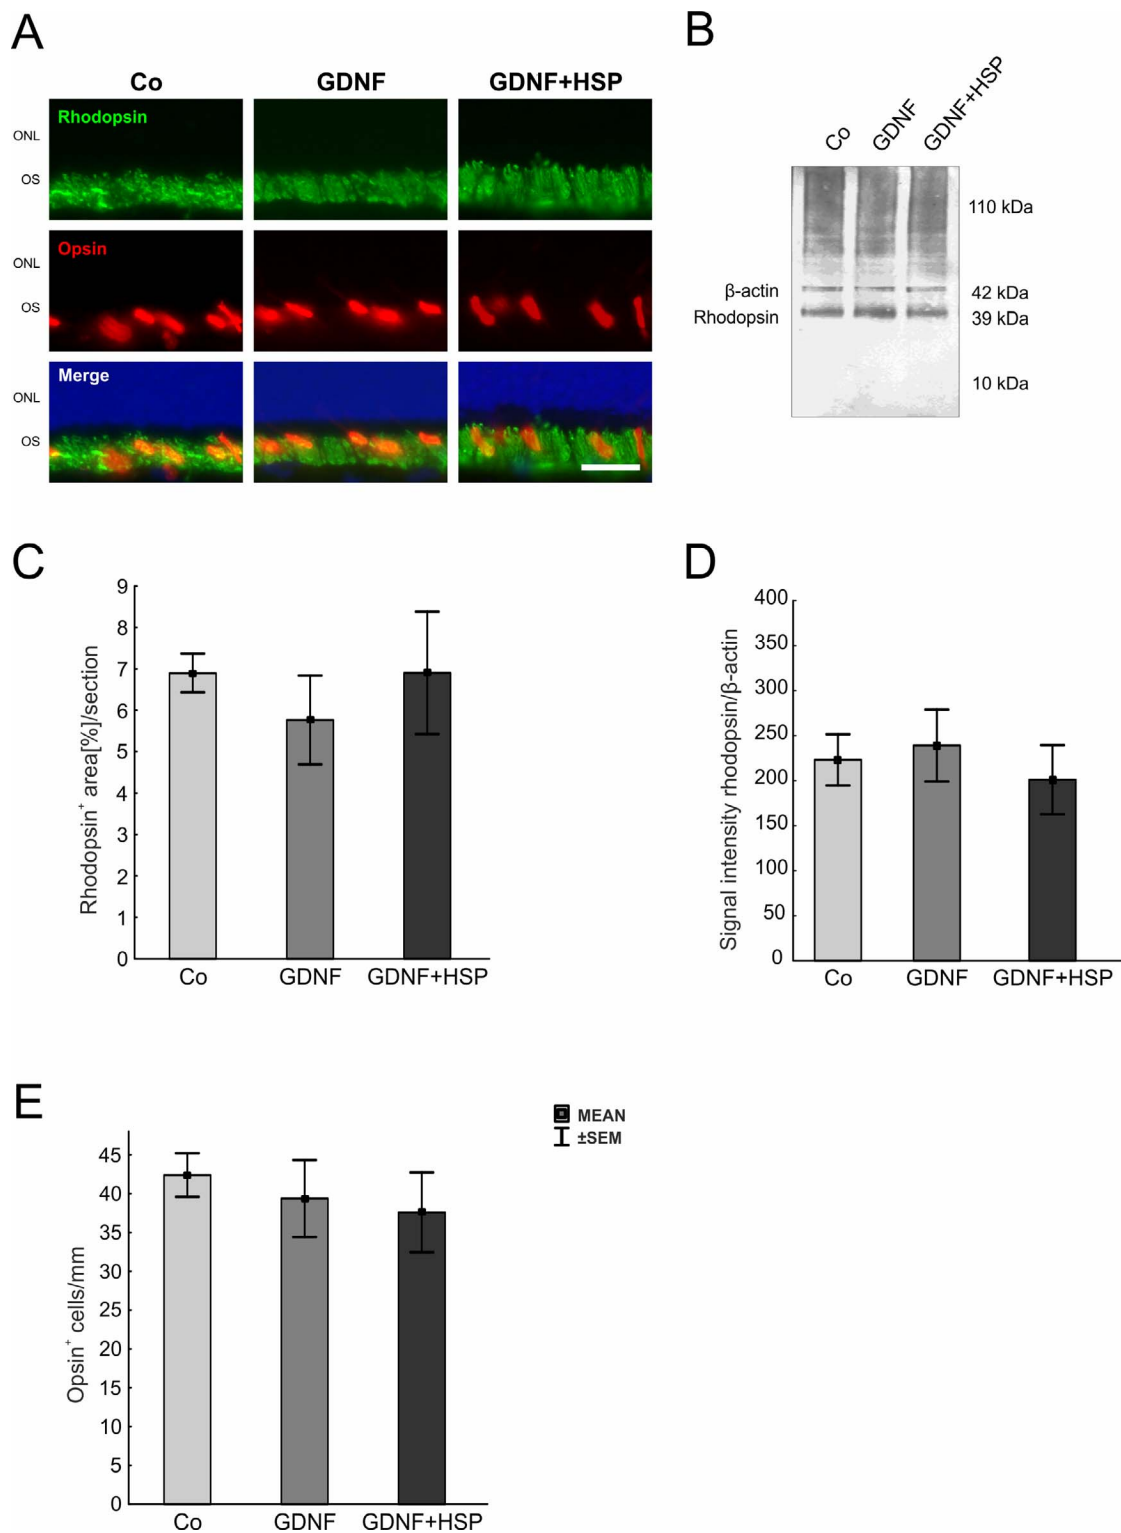 A
Co GDNF GDNF+HSP
Rhodopsin
ONL
OS
Opsin
ONL
OS
Merge
ONL
OS
B
Co GDNF GDNF+HSP
110 kDa
β-actin 42 kDa
Rhodopsin 39 kDa
10 kDa
C
Rhodopsin⁺ area[%]/section
9
8
7
6
5
4
3
2
1
0
Co GDNF GDNF+HSP
D
Signal intensity rhodopsin/β-actin
400
350
300
250
200
150
100
50
0
Co GDNF GDNF+HSP
E
MEAN
±SEM
Opsin⁺ cells/mm
45
40
35
30
25
20
15
10
5
0
Co GDNF GDNF+HSP